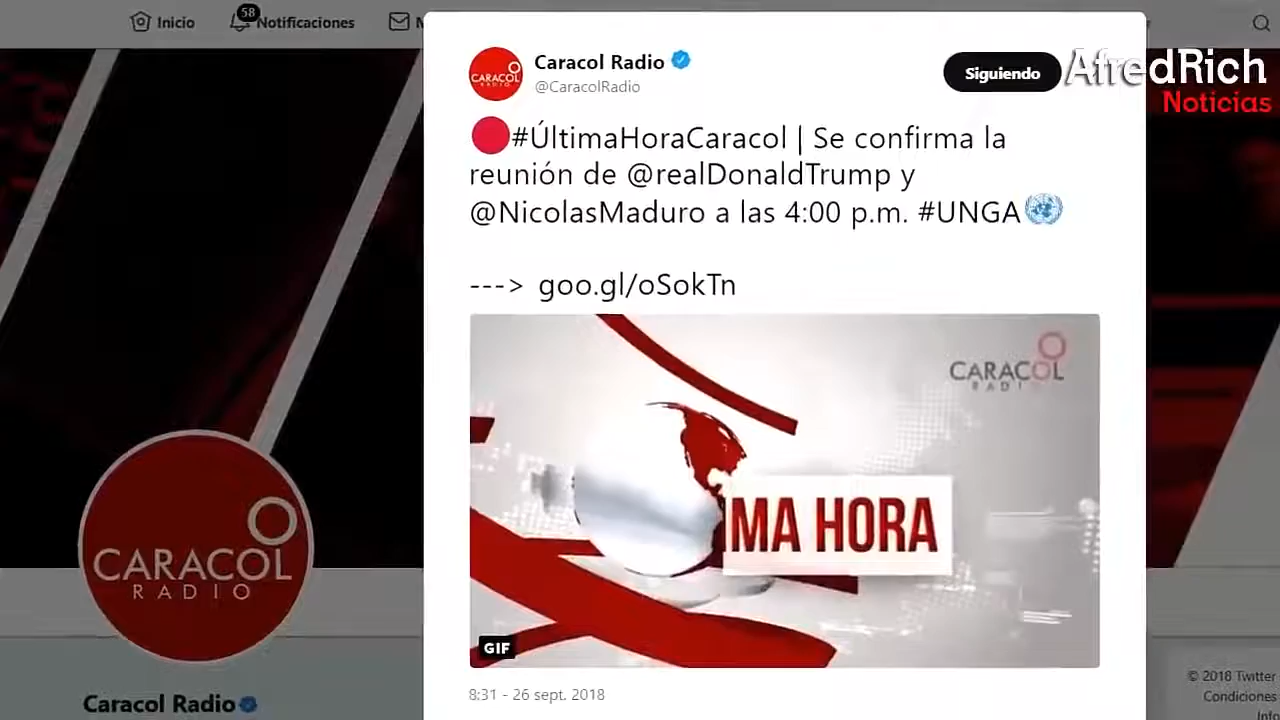 Inicio
58
Notificaciones
Caracol Radio
@CaracolRadio
Siguiendo
AfredRich
Noticias
#ÚltimaHoraCaracol | Se confirma la
reunión de @realDonaldTrump y
@NicolasMaduro a las 4:00 p.m. #UNGA
---> goo.gl/oSokTn
CARACOL
RADIO
IMA HORA
GIF
8:31 - 26 sept. 2018
CARACOL
RADIO
Caracol Radio
© 2018 Twitter
Condiciones